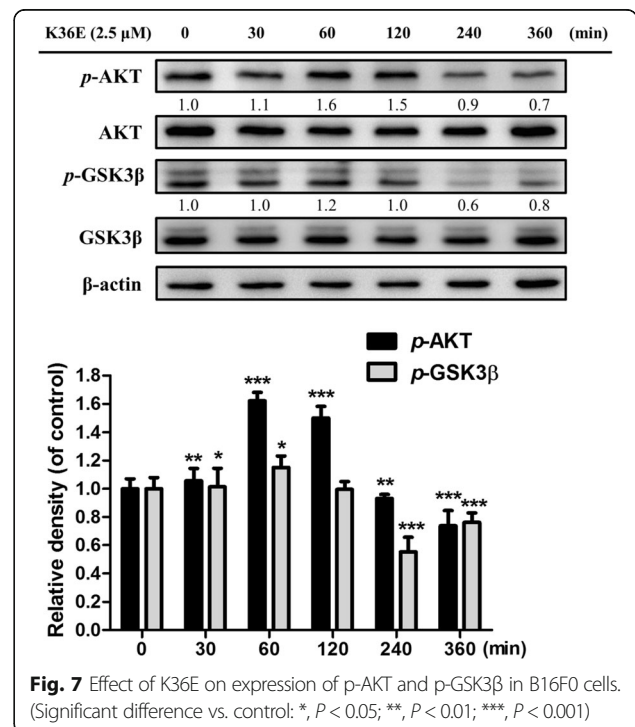 K36E (2.5 μM) 0 30 60 120 240 360 (min)
p-AKT
1.0 1.1 1.6 1.5 0.9 0.7
AKT
p-GSK3β
1.0 1.0 1.2 1.0 0.6 0.8
GSK3β
β-actin
p-AKT
p-GSK3β
Relative density (of control)
1.8
1.6
1.4
1.2
1.0
0.8
0.6
0.4
0.2
0.0
** * *** * *** ** *** *** ***
0 30 60 120 240 360 (min)
Fig. 7 Effect of K36E on expression of p-AKT and p-GSK3β in B16F0 cells.
(Significant difference vs. control: *, P < 0.05; **, P < 0.01; ***, P < 0.001)